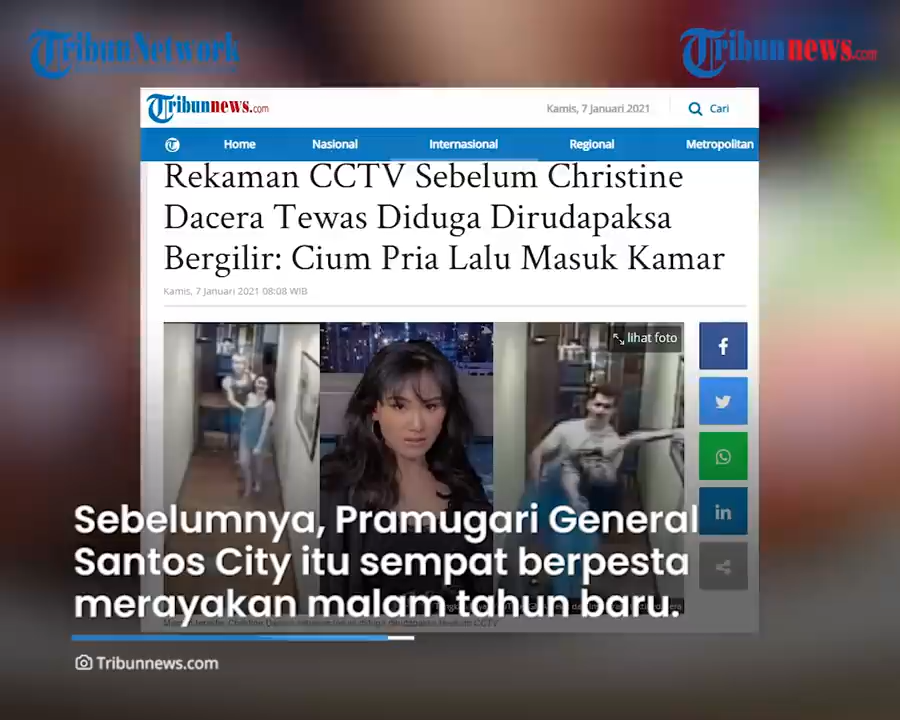 Tribun Network
Tribunnews.com
Tribunnews.com
Kamis, 7 Januari 2021
Cari
Home
Nasional
Internasional
Regional
Metropolitan
Rekaman CCTV Sebelum Christine
Dacera Tewas Diduga Dirudapaksa
Bergilir: Cium Pria Lalu Masuk Kamar
Kamis, 7 Januari 2021 08:08 WIB
lihat foto
Sebelumnya, Pramugari General
Santos City itu sempat berpesta
merayakan malam tahun baru.
Tribunnews.com